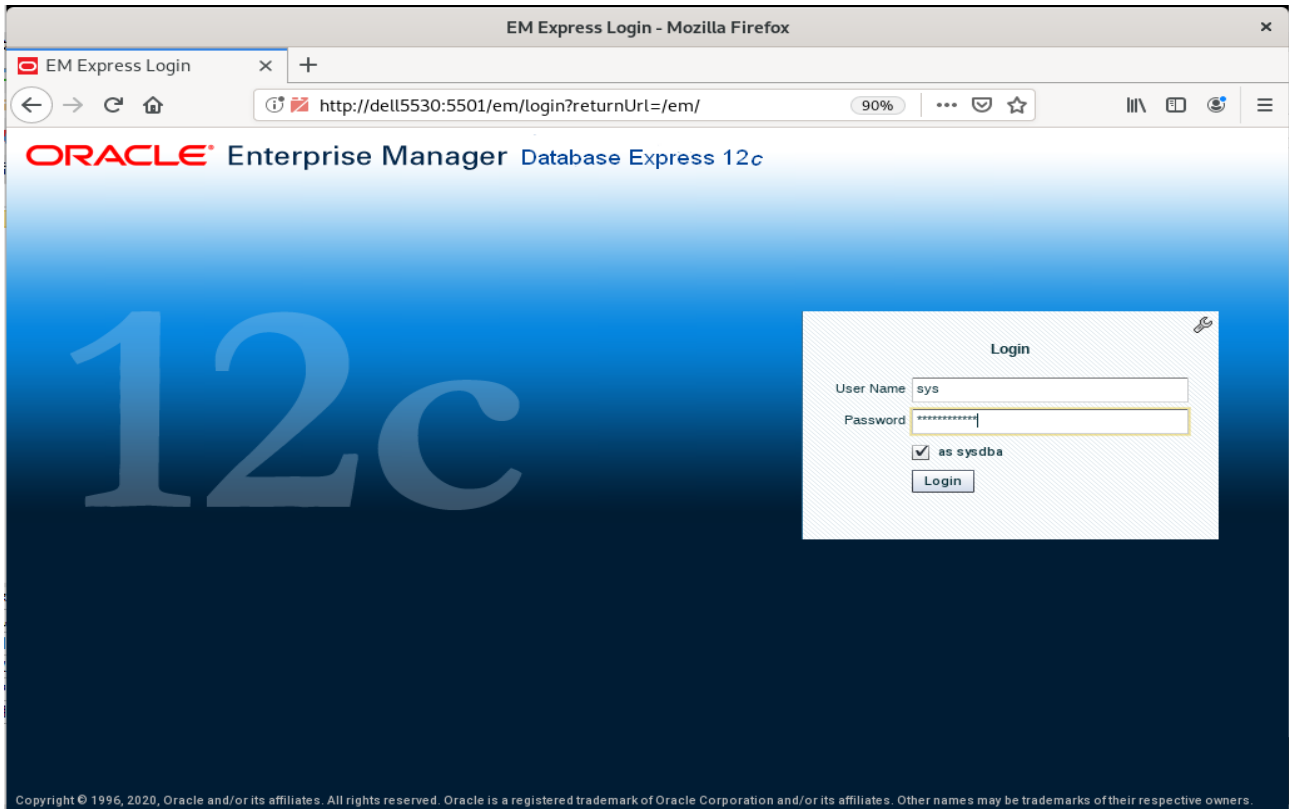 EM Express Login - Mozilla Firefox
EM Express Login
http://dell5530:5501/em/login?returnUrl=/em/
90%
ORACLE® Enterprise Manager Database Express 12c
12c
Login
User Name sys
Password ************
as sysdba
Login
Copyright © 1996, 2020, Oracle and/or its affiliates. All rights reserved. Oracle is a registered trademark of Oracle Corporation and/or its affiliates. Other names may be trademarks of their respective owners.